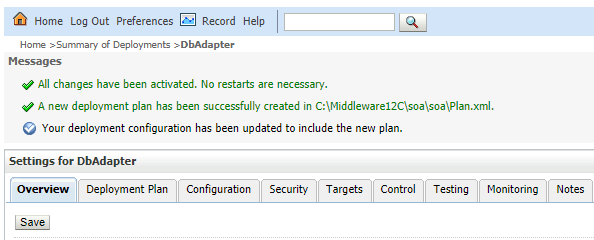 Home Log Out Preferences Record Help
Home >Summary of Deployments >DbAdapter
Messages
All changes have been activated. No restarts are necessary.
A new deployment plan has been successfully created in C:\Middleware12C\soa\soa\Plan.xml.
Your deployment configuration has been updated to include the new plan.
Settings for DbAdapter
Overview Deployment Plan Configuration Security Targets Control Testing Monitoring Notes
Save